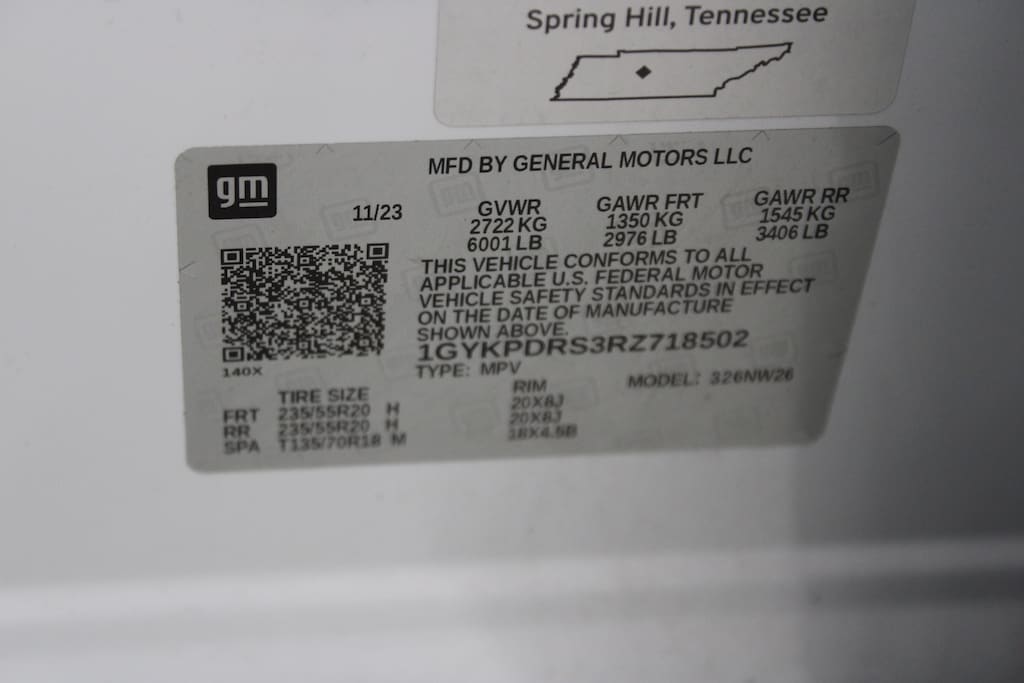 Spring Hill, Tennessee
gm
MFD BY GENERAL MOTORS LLC
11/23
GVWR GAWR FRT GAWR RR
2722 KG 1350 KG 1545 KG
6001 LB 2976 LB 3406 LB
THIS VEHICLE CONFORMS TO ALL
APPLICABLE U.S. FEDERAL MOTOR
VEHICLE SAFETY STANDARDS IN EFFECT
ON THE DATE OF MANUFACTURE
SHOWN ABOVE.
1GYKPDRS3RZ718502
140X
TYPE: MPV MODEL: 326NW26
TIRE SIZE RIM
FRT 235/55R20 H 20X8J
RR 235/55R20 H 20X8J
SPA T135/70R18 M 18X4.5B